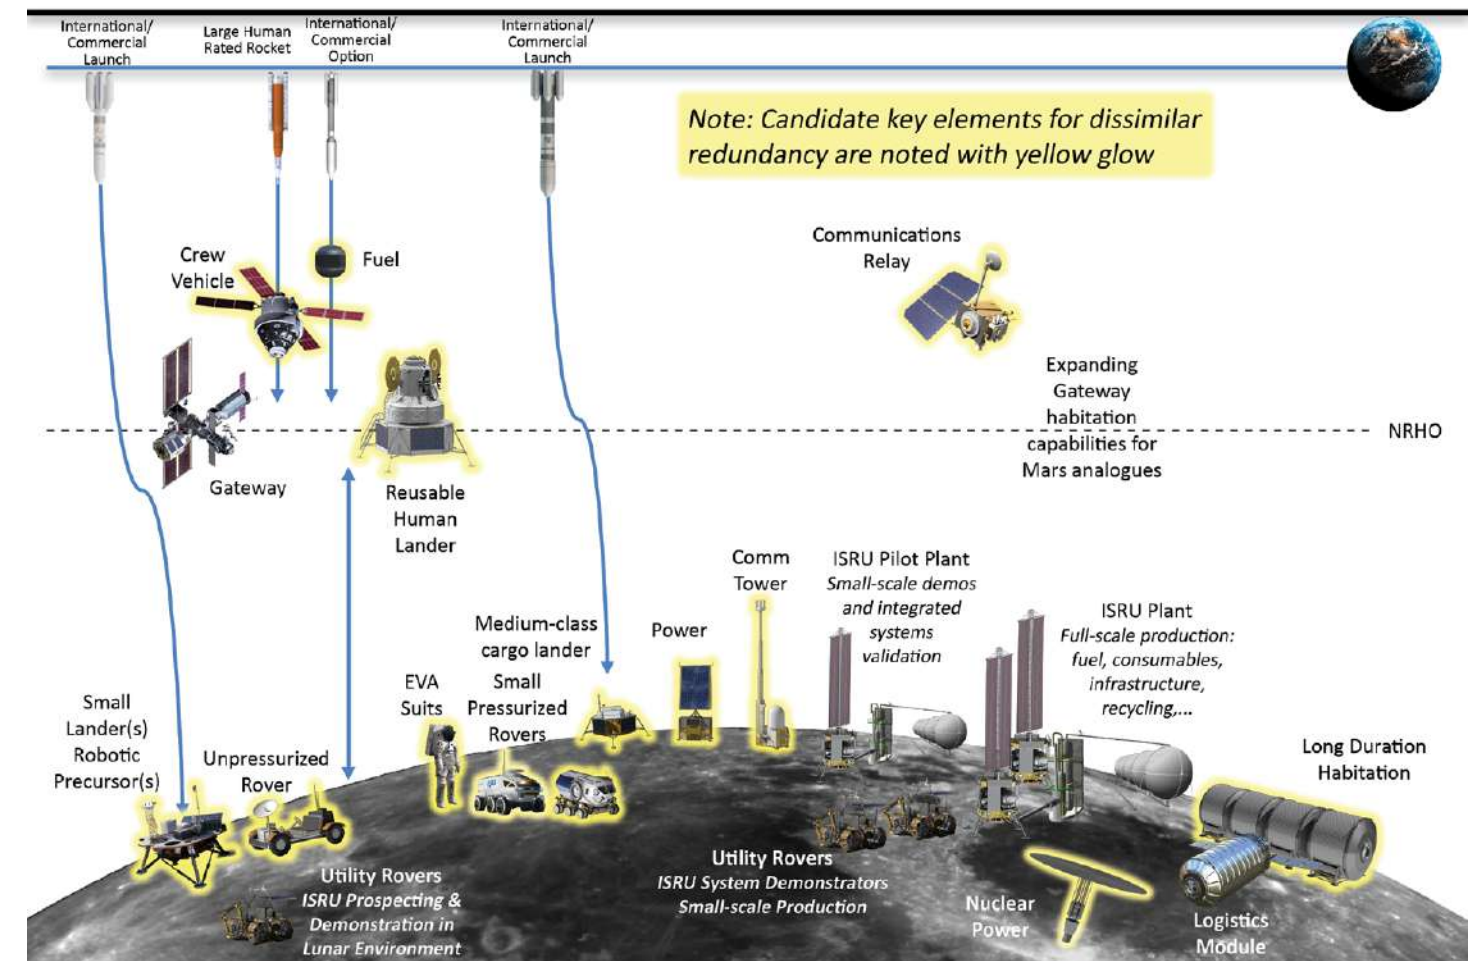 International/
Commercial
Launch
Large Human
Rated Rocket
International/
Commercial
Option
International/
Commercial
Launch
Note: Candidate key elements for dissimilar
redundancy are noted with yellow glow
Crew
Vehicle
Fuel
Communications
Relay
Expanding
Gateway
habitation
capabilities for
Mars analogues
NRHO
Gateway
Reusable
Human
Lander
Small
Lander(s)
Robotic
Precursor(s)
Unpressurized
Rover
EVA
Suits
Medium-class
cargo lander
Small
Pressurized
Rovers
Power
Comm
Tower
ISRU Pilot Plant
Small-scale demos
and integrated
systems
validation
ISRU Plant
Full-scale production:
fuel, consumables,
infrastructure,
recycling,...
Long Duration
Habitation
Utility Rovers
ISRU Prospecting &
Demonstration in
Lunar Environment
Utility Rovers
ISRU System Demonstrators
Small-scale Production
Nuclear
Power
Logistics
Module